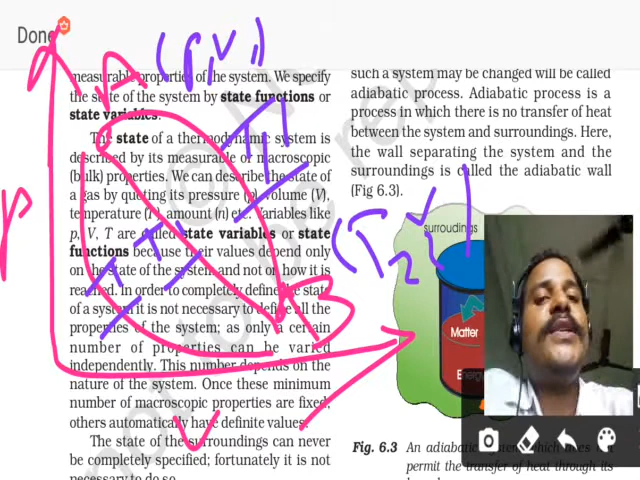 Done
A (P, V,)
measurable properties of the system. We specify
the state of the system by state functions or
state variables.
The state of a thermodynamic system is
described by its measurable or macroscopic
(bulk) properties. We can describe the state of
a gas by quoting its pressure (p), volume (V),
temperature (T), amount (n) etc. Variables like
p, V, T are called state variables or state
functions because their values depend only
on the state of the system and not on how it is
reached. In order to completely define the state
of a system it is not necessary to define all the
properties of the system; as only a certain
number of properties can be varied
independently. This number depends on the
nature of the system. Once these minimum
number of macroscopic properties are fixed,
others automatically have definite values.
The state of the surroundings can never
be completely specified; fortunately it is not
necessary to do so.
P
II
III
B
V
such a system may be changed will be called
adiabatic process. Adiabatic process is a
process in which there is no transfer of heat
between the system and surroundings. Here,
the wall separating the system and the
surroundings is called the adiabatic wall
(Fig 6.3).
surroudings
Matter
Fig. 6.3 An adiabatic system which does not
permit the transfer of heat through its